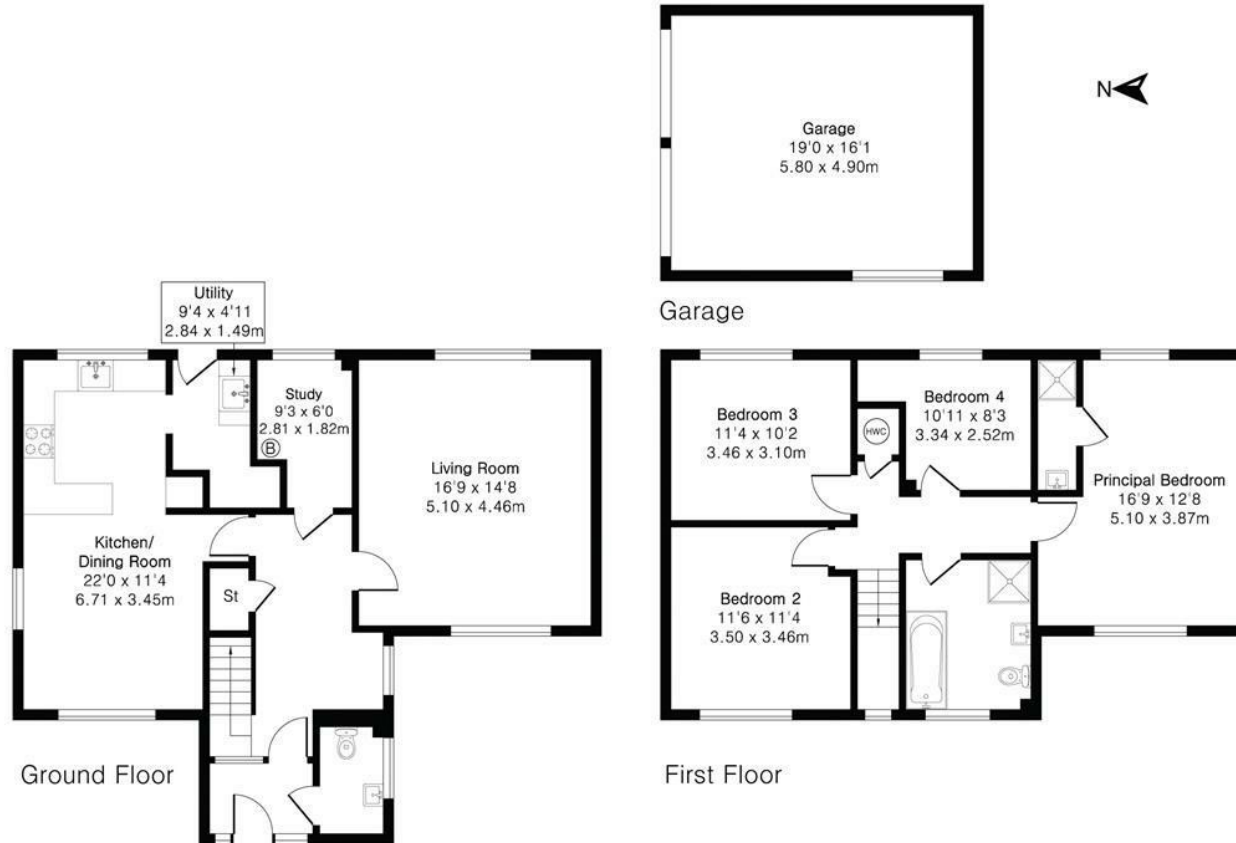 Garage
19'0 x 16'1
5.80 x 4.90m
N
Garage
Utility
9'4 x 4'11
2.84 x 1.49m
Study
9'3 x 6'0
2.81 x 1.82m
B
Living Room
16'9 x 14'8
5.10 x 4.46m
Kitchen/
Dining Room
22'0 x 11'4
6.71 x 3.45m
St
Ground Floor
Bedroom 3
11'4 x 10'2
3.46 x 3.10m
HWC
Bedroom 4
10'11 x 8'3
3.34 x 2.52m
Principal Bedroom
16'9 x 12'8
5.10 x 3.87m
Bedroom 2
11'6 x 11'4
3.50 x 3.46m
First Floor